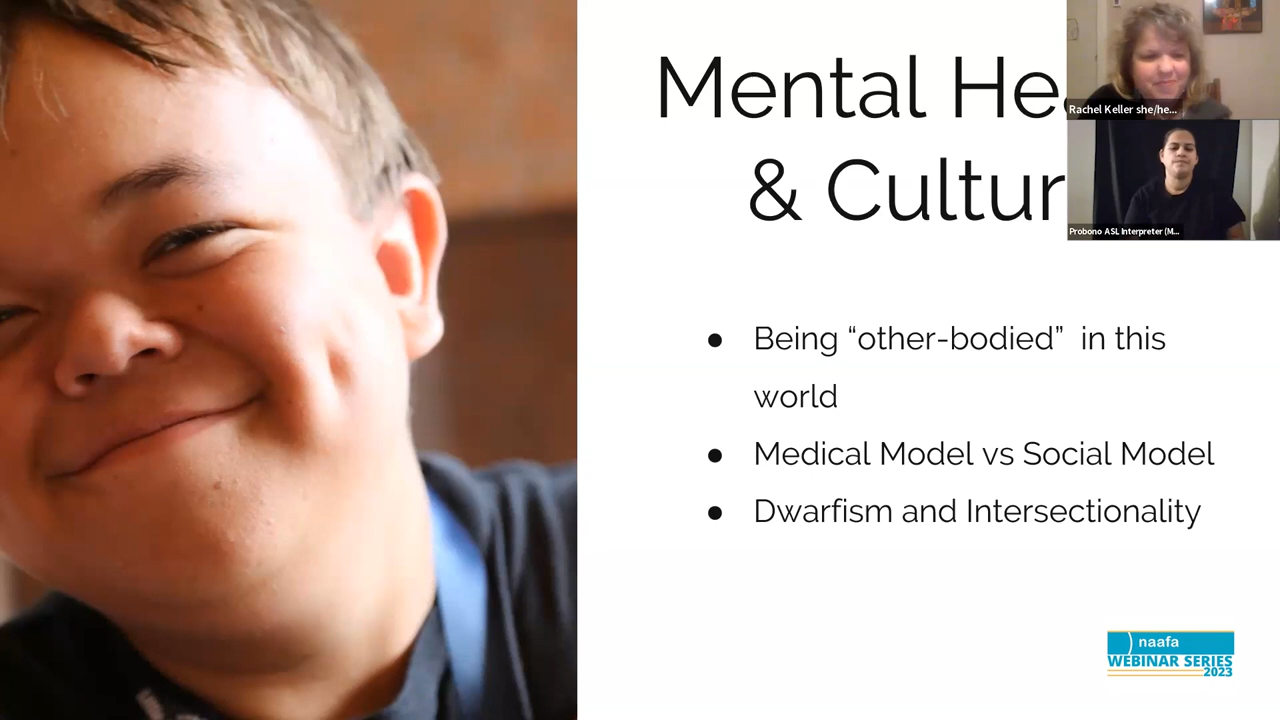 Mental Hea
& Cultur
Rachel Keller she/he...
Probono ASL Interpreter (M...
● Being “other-bodied”  in this
world
● Medical Model vs Social Model
● Dwarfism and Intersectionality
naafa
WEBINAR SERIES
2023